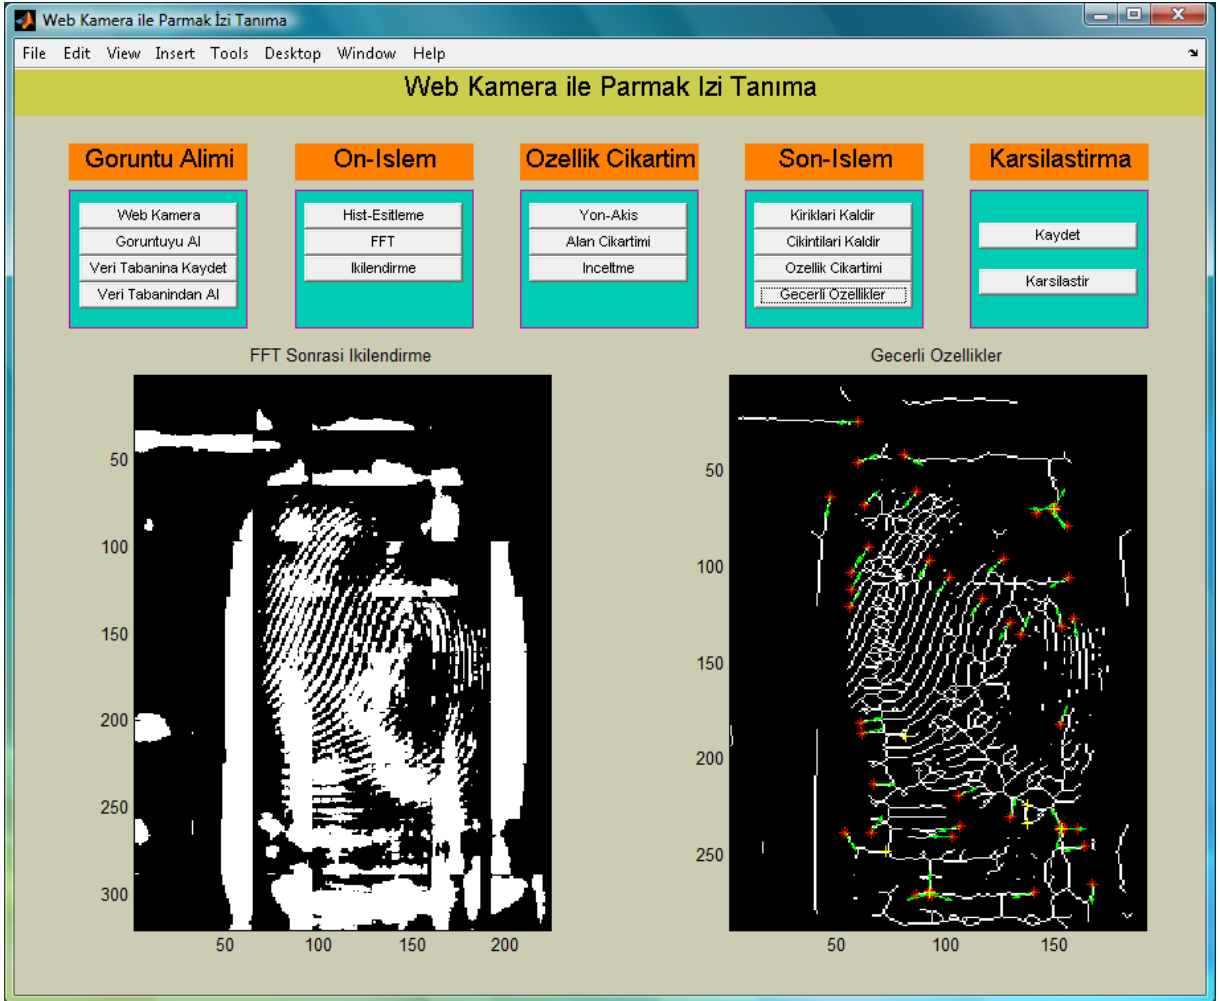 Web Kamera ile Parmak İzi Tanıma
File Edit View Insert Tools Desktop Window Help
Web Kamera ile Parmak Izi Tanıma
Goruntu Alimi
On-Islem
Ozellik Cikartim
Son-Islem
Karsilastirma
Web Kamera
Goruntuyu Al
Veri Tabanina Kaydet
Veri Tabanindan Al
Hist-Esitleme
FFT
Ikilendirme
Yon-Akis
Alan Cikartimi
Inceltme
Kiriklari Kaldir
Cikintilari Kaldir
Ozellik Cikartimi
Gecerli Ozellikler
Kaydet
Karsilastir
FFT Sonrasi Ikilendirme
50
100
150
200
250
300
50 100 150 200
Gecerli Ozellikler
50
100
150
200
250
50 100 150